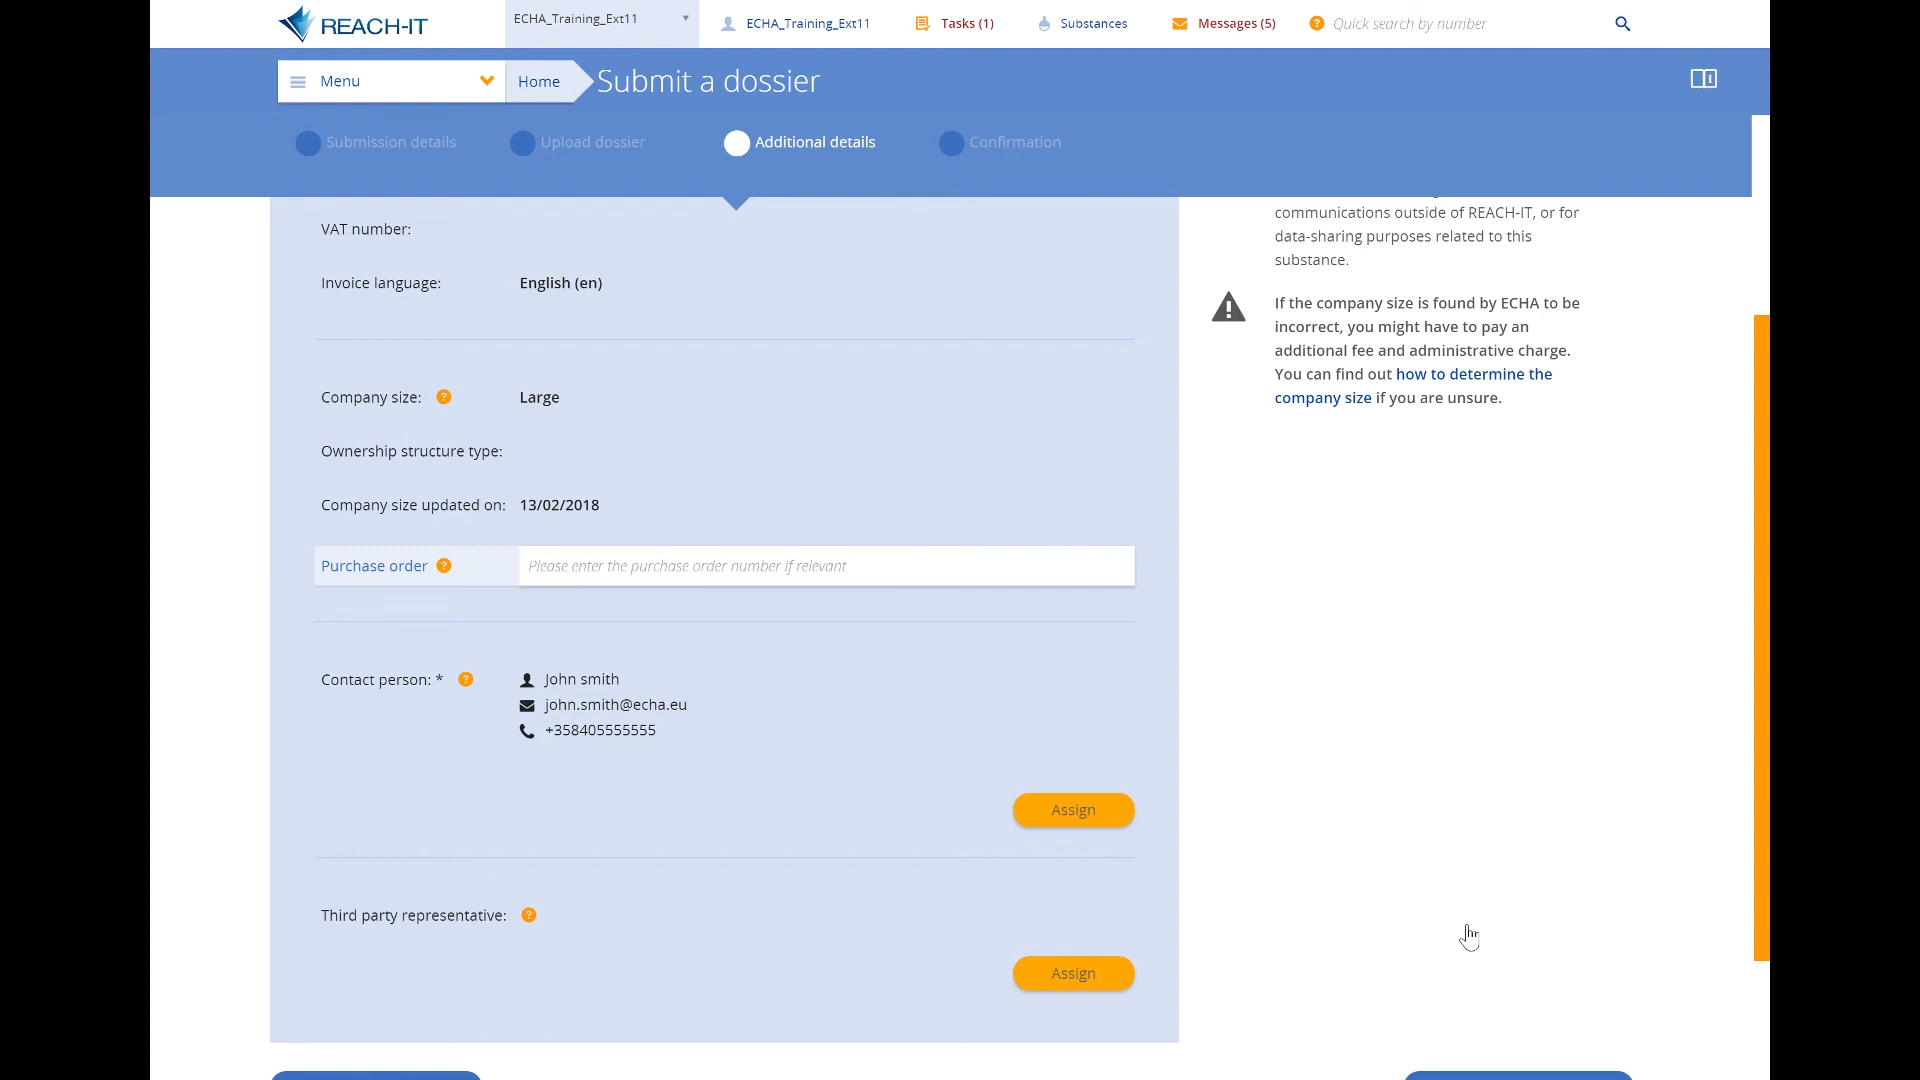 REACH-IT
ECHA_Training_Ext11
ECHA_Training_Ext11
Tasks (1)
Substances
Messages (5)
Quick search by number
Menu
Home
Submit a dossier
Submission details
Upload dossier
Additional details
Confirmation
communications outside of REACH-IT, or for
data-sharing purposes related to this
substance.
If the company size is found by ECHA to be
incorrect, you might have to pay an
additional fee and administrative charge.
You can find out how to determine the
company size if you are unsure.
VAT number:
Invoice language: English (en)
Company size: ? Large
Ownership structure type:
Company size updated on: 13/02/2018
Purchase order ? Please enter the purchase order number if relevant
Contact person: * ? John smith
john.smith@echa.eu
+358405555555
Assign
Third party representative: ?
Assign